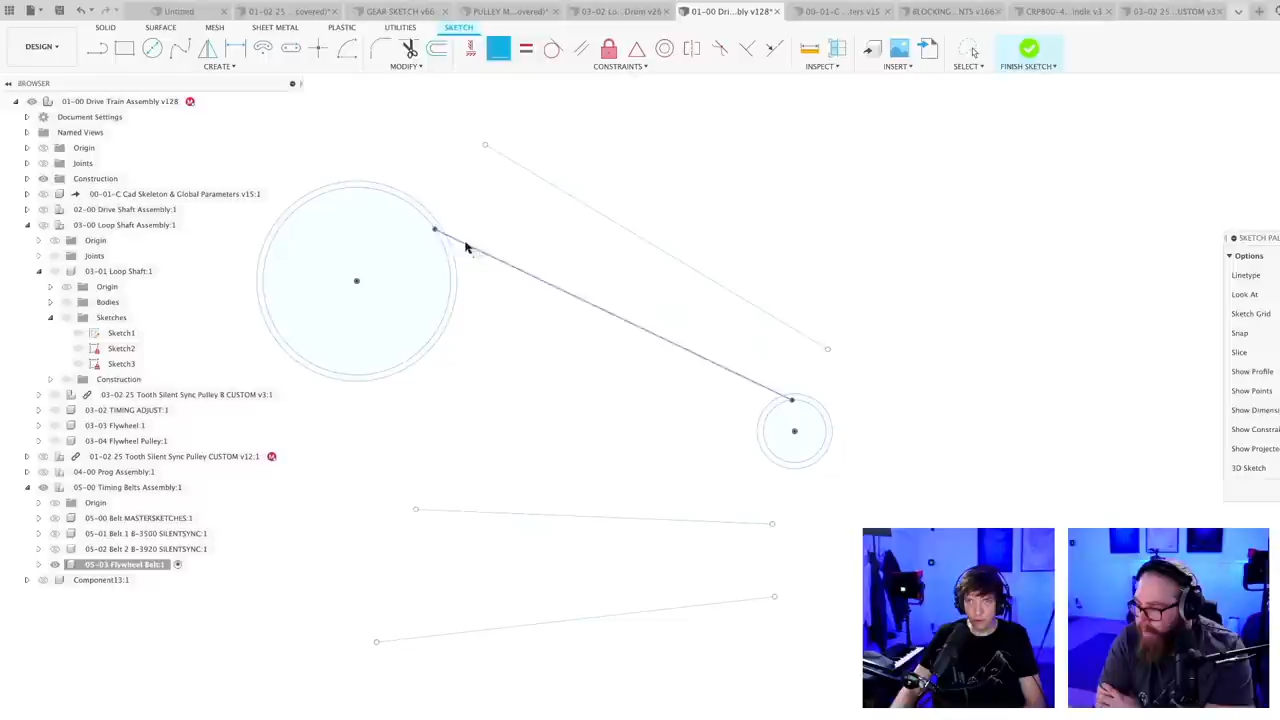 Untitled
01-02 25 ...covered)*
GEAR SKETCH v66
PULLEY M...overed)*
03-02 Lo... Drum v26
01-00 Dri...bly v128*
00-01-C ...ters v15
BLOCKING...NTS v166
CRP800-4...indle v3
03-02 25 ...USTOM v3
SOLID
SURFACE
MESH
SHEET METAL
PLASTIC
UTILITIES
SKETCH
DESIGN
CREATE
MODIFY
CONSTRAINTS
INSPECT
INSERT
SELECT
FINISH SKETCH
BROWSER
01-00 Drive Train Assembly v128
Document Settings
Named Views
Origin
Joints
Construction
00-01-C Cad Skeleton & Global Parameters v15:1
02-00 Drive Shaft Assembly:1
03-00 Loop Shaft Assembly:1
Origin
Joints
03-01 Loop Shaft:1
Origin
Bodies
Sketches
Sketch1
Sketch2
Sketch3
Construction
03-02 25 Tooth Silent Sync Pulley B CUSTOM v3:1
03-02 TIMING ADJUST:1
03-03 Flywheel:1
03-04 Flywheel Pulley:1
01-02 25 Tooth Silent Sync Pulley CUSTOM v12:1
04-00 Prog Assembly:1
05-00 Timing Belts Assembly:1
Origin
05-00 Belt MASTERSKETCHES:1
05-01 Belt 1 B-3500 SILENTSYNC:1
05-02 Belt 2 B-3920 SILENTSYNC:1
05-03 Flywheel Belt:1
Component13:1
SKETCH PAL
Options
Linetype
Look At
Sketch Grid
Snap
Slice
Show Profile
Show Points
Show Dimens
Show Constrai
Show Projecte
3D Sketch